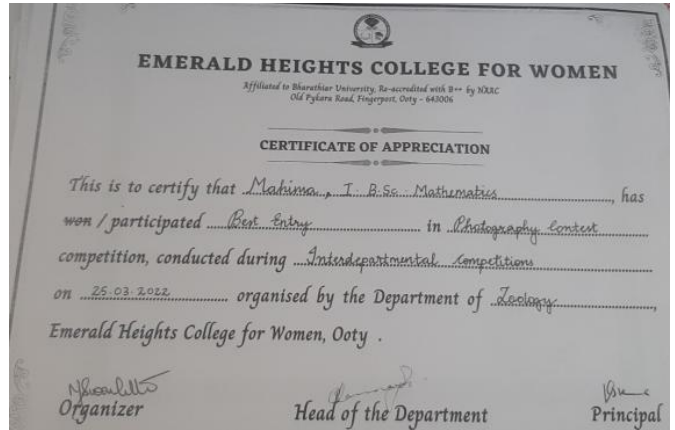 EMERALD HEIGHTS COLLEGE FOR WOMEN
Affiliated to Bharathiar University, Re-accredited with B++ by NAAC
Old Pykara Road, Fingerpost, Ooty - 643006
CERTIFICATE OF APPRECIATION
This is to certify that Mahima, I. B.Sc. Mathematics, has
won / participated Best Entry in Photography Contest
competition, conducted during Interdepartmental Competitions
on 25.03.2022 organised by the Department of Zoology,
Emerald Heights College for Women, Ooty .
Organizer Head of the Department Principal